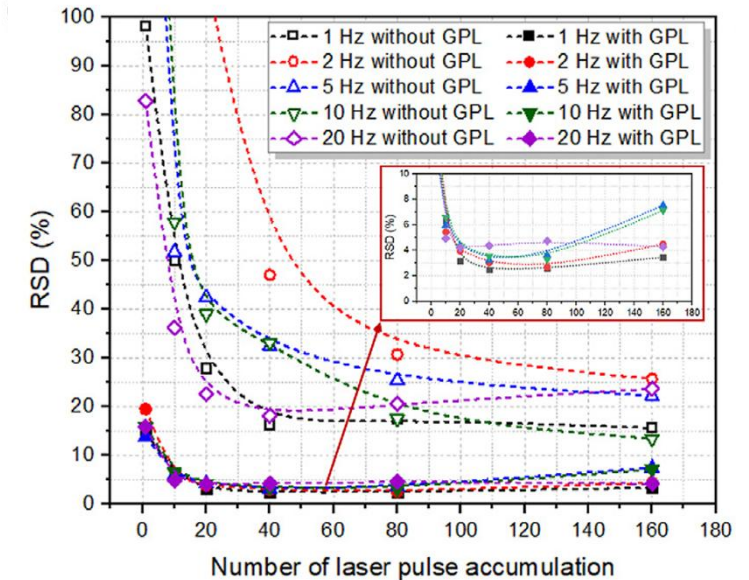 1 Hz without GPL 1 Hz with GPL
2 Hz without GPL 2 Hz with GPL
5 Hz without GPL 5 Hz with GPL
10 Hz without GPL 10 Hz with GPL
20 Hz without GPL 20 Hz with GPL
100
90
80
70
60
50
40
30
20
10
0
RSD (%)
10
8
6
4
2
0
RSD (%)
0 20 40 60 80 100 120 140 160 180
0 20 40 60 80 100 120 140 160 180
Number of laser pulse accumulation